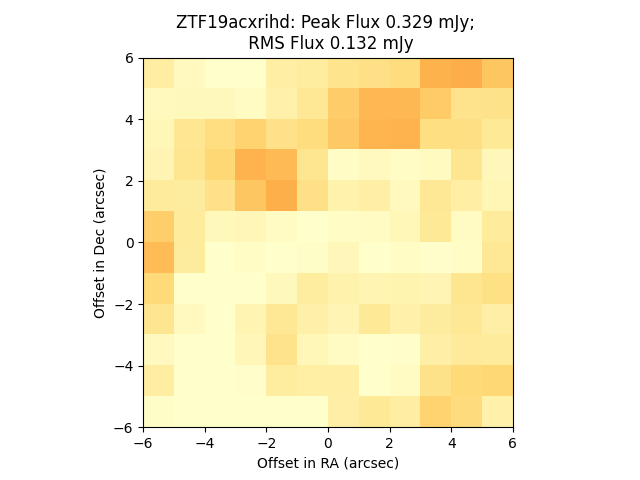 ZTF19acxrihd: Peak Flux 0.329 mJy;
RMS Flux 0.132 mJy
6
4
2
0
−2
−4
−6
Offset in Dec (arcsec)
−6 −4 −2 0 2 4 6
Offset in RA (arcsec)